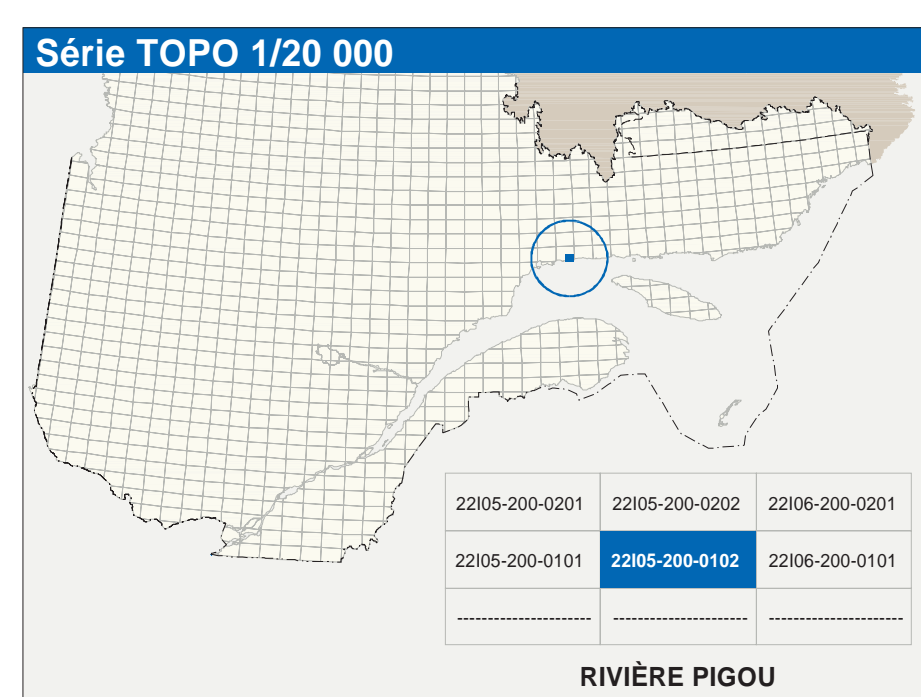 Série TOPO 1/20 000
22I05-200-0201 22I05-200-0202 22I06-200-0201
22I05-200-0101 22I05-200-0102 22I06-200-0101
---------------------- ---------------------- ----------------------
RIVIÈRE PIGOU